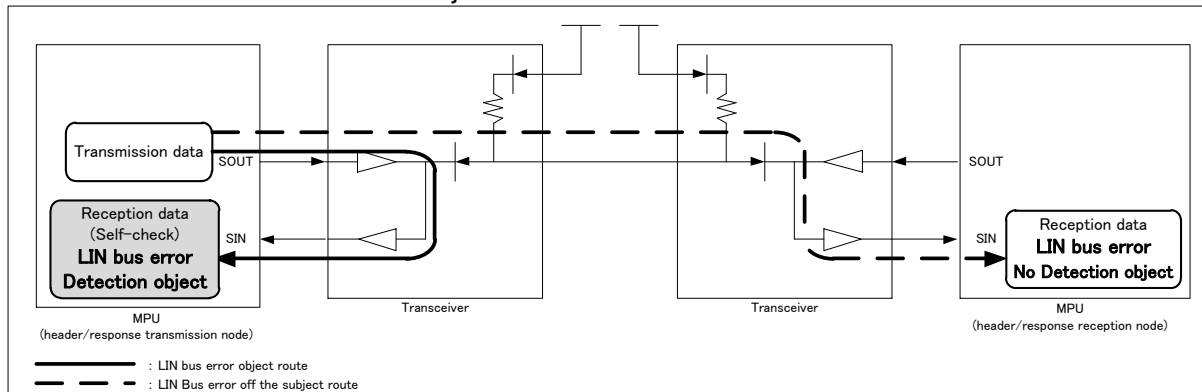 Transmission data
SOUT
Reception data
(Self-check)
LIN bus error
Detection object
SIN
MPU
(header/response transmission node)
Transceiver
Transceiver
SOUT
SIN
Reception data
LIN bus error
No Detection object
MPU
(header/response reception node)
: LIN bus error object route
: LIN Bus error off the subject route